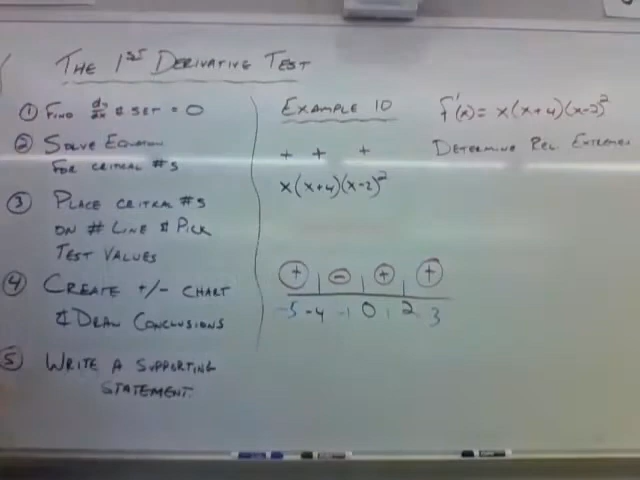 THE 1ST DERIVATIVE TEST
① FIND dy/dx & SET = 0
② SOLVE EQUATION
FOR CRITICAL #S
③ PLACE CRITICAL #S
ON # LINE & PICK
TEST VALUES
④ CREATE +/- CHART
& DRAW CONCLUSIONS
⑤ WRITE A SUPPORTING
STATEMENT.
EXAMPLE 10
f'(x) = x(x+4)(x-2)²
DETERMINE REL. EXTREMES
+ + +
x(x+4)(x-2)²
+ - + +
-5 -4 -1 0 1 2 3